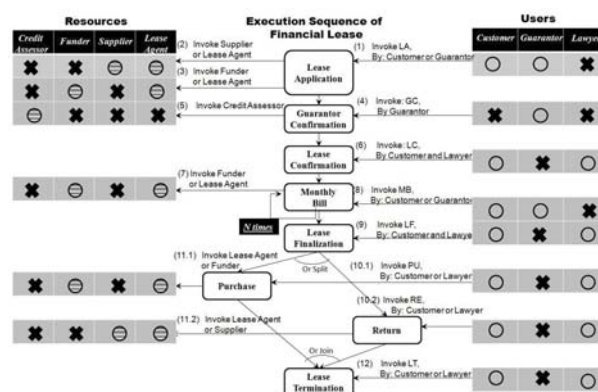 Resources
Execution Sequence of
Financial Lease
Users
Credit
Assessor
Funder
Supplier
Lease
Agent
Customer
Guarantor
Lawyer
(2) Invoke Supplier
or Lease Agent
(1) Invoke LA,
By: Customer or Guarantor
Lease
Application
(3) Invoke Funder
or Lease Agent
(5) Invoke Credit Assessor
(4) Invoke: GC,
By Guarantor
Guarantor
Confirmation
(6) Invoke: LC,
By: Customer and Lawyer
Lease
Confirmation
(7) Invoke Funder
or Lease Agent
Monthly
Bill
(8) Invoke MB,
By: Customer or Guarantor
N times
(9) Invoke LF,
By: Customer and Lawye
Lease
Finalization
(11.1) Invoke Lease Agent
or Funder
Or Split
(10.1) Invoke PU,
By: Customer or Lawyer
Purchase
(10.2) Invoke RE,
By: Customer or Lawyer
(11.2) Invoke Lease Agent
or Supplier
Return
Or Join
(12) Invoke LT,
By: Customer or Lawyer
Lease
Termination